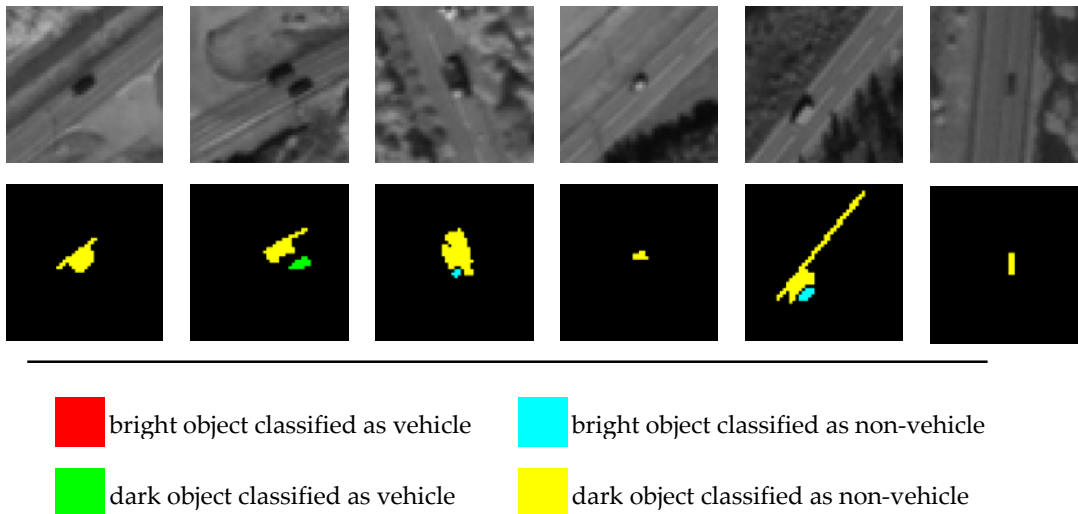 bright object classified as vehicle
bright object classified as non-vehicle
dark object classified as vehicle
dark object classified as non-vehicle